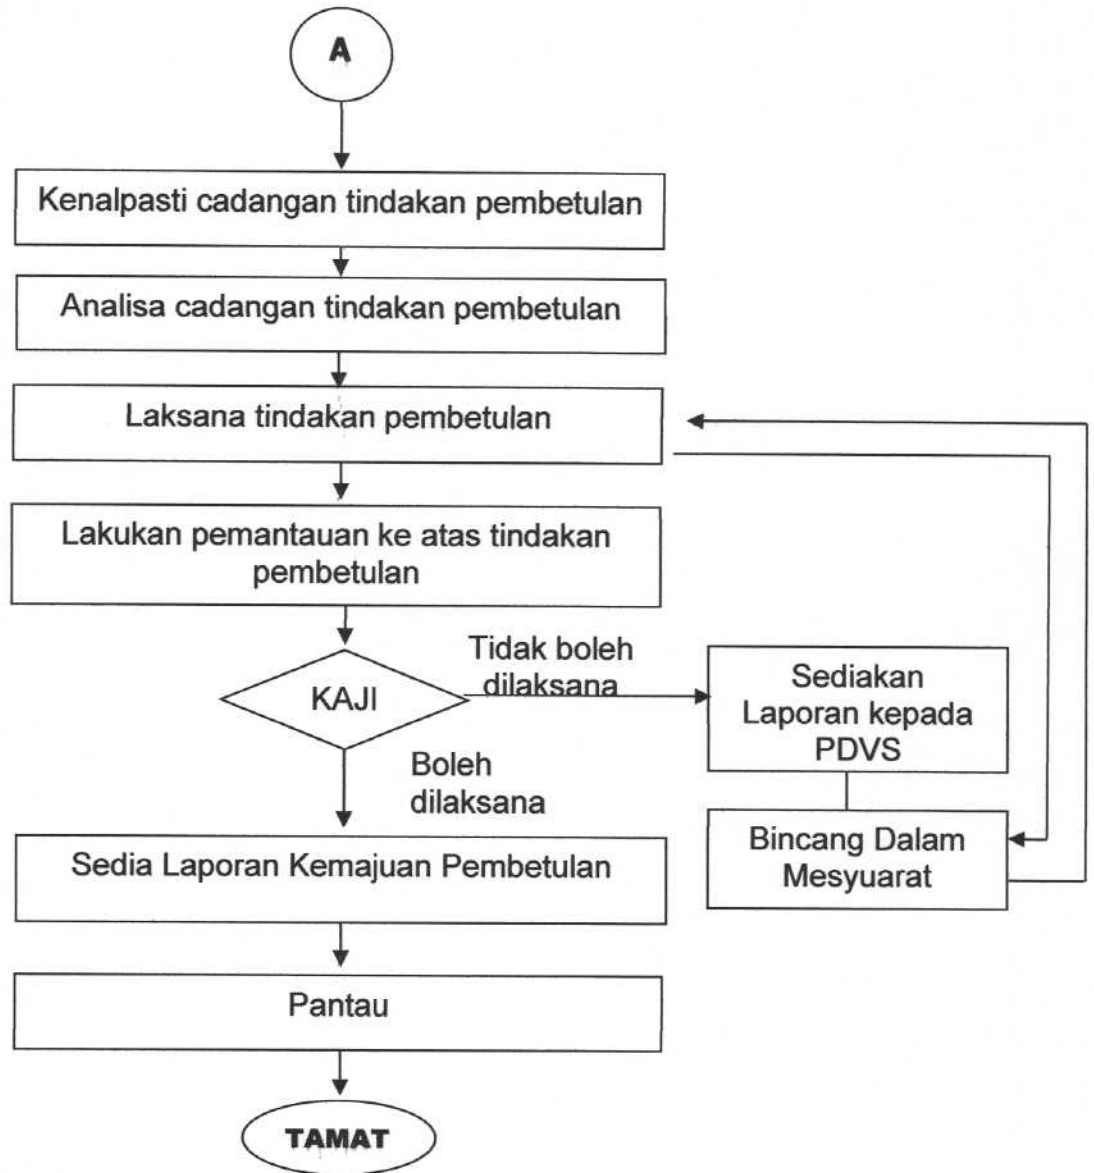 A
Kenalpasti cadangan tindakan pembetulan
Analisa cadangan tindakan pembetulan
Laksana tindakan pembetulan
Lakukan pemantauan ke atas tindakan
pembetulan
KAJI
Tidak boleh
dilaksana
Sediakan
Laporan kepada
PDVS
Boleh
dilaksana
Bincang Dalam
Mesyuarat
Sedia Laporan Kemajuan Pembetulan
Pantau
TAMAT